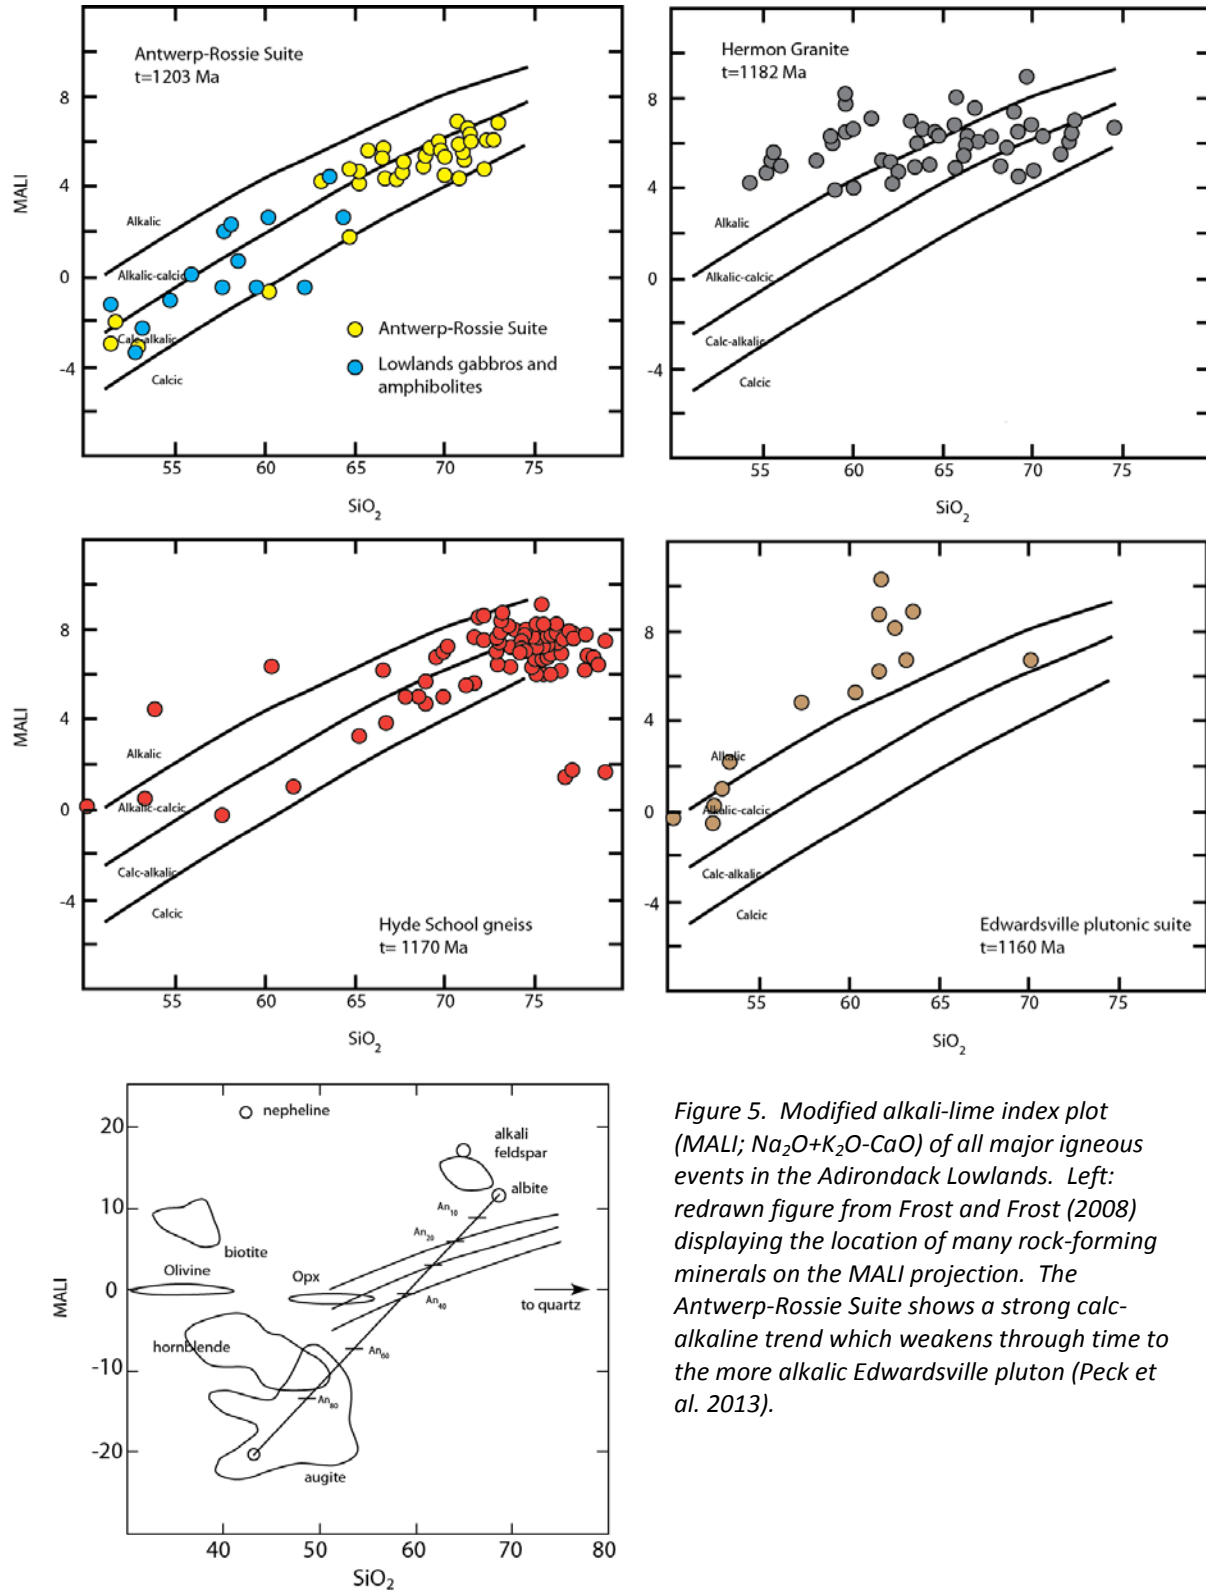 Antwerp-Rossie Suite
t=1203 Ma
MALI
8
4
0
-4
Alkalic
Alkalic-calcic
Calc-alkalic
Calcic
Antwerp-Rossie Suite
Lowlands gabbros and
amphibolites
55 60 65 70 75
SiO2
Hermon Granite
t=1182 Ma
8
4
0
-4
Alkalic
Alkalic-calcic
Calc-alkalic
Calcic
55 60 65 70 75
SiO2
MALI
8
4
0
-4
Alkalic
Alkalic-calcic
Calc-alkalic
Calcic
Hyde School gneiss
t= 1170 Ma
55 60 65 70 75
SiO2
8
4
0
-4
Alkalic
Alkalic-calcic
Calc-alkalic
Calcic
Edwardsville plutonic suite
t=1160 Ma
55 60 65 70 75
SiO2
MALI
20
10
0
-10
-20
nepheline
alkali
feldspar
albite
An10
An20
biotite
Olivine
Opx
An40
to quartz
hornblende
An60
An80
augite
40 50 60 70 80
SiO2
Figure 5. Modified alkali-lime index plot
(MALI; Na2O+K2O-CaO) of all major igneous
events in the Adirondack Lowlands. Left:
redrawn figure from Frost and Frost (2008)
displaying the location of many rock-forming
minerals on the MALI projection. The
Antwerp-Rossie Suite shows a strong calc-
alkaline trend which weakens through time to
the more alkalic Edwardsville pluton (Peck et
al. 2013).